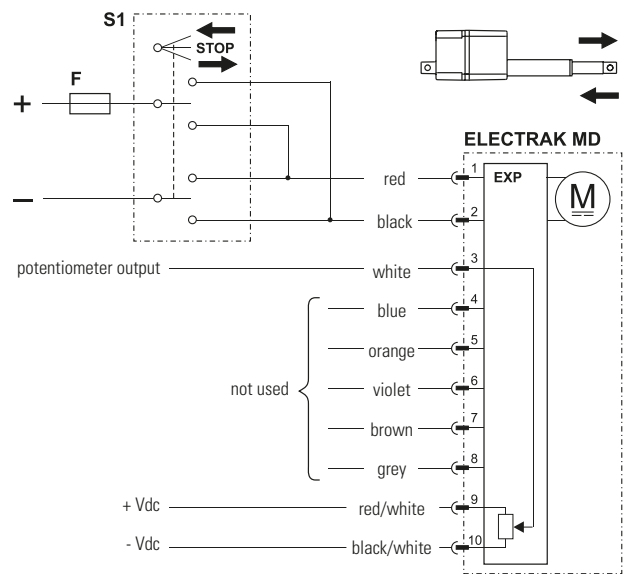 S1
STOP
F
+
−
ELECTRAK MD
EXP
M
red 1
black 2
potentiometer output white 3
not used
blue 4
orange 5
violet 6
brown 7
grey 8
+ Vdc red/white 9
- Vdc black/white 10